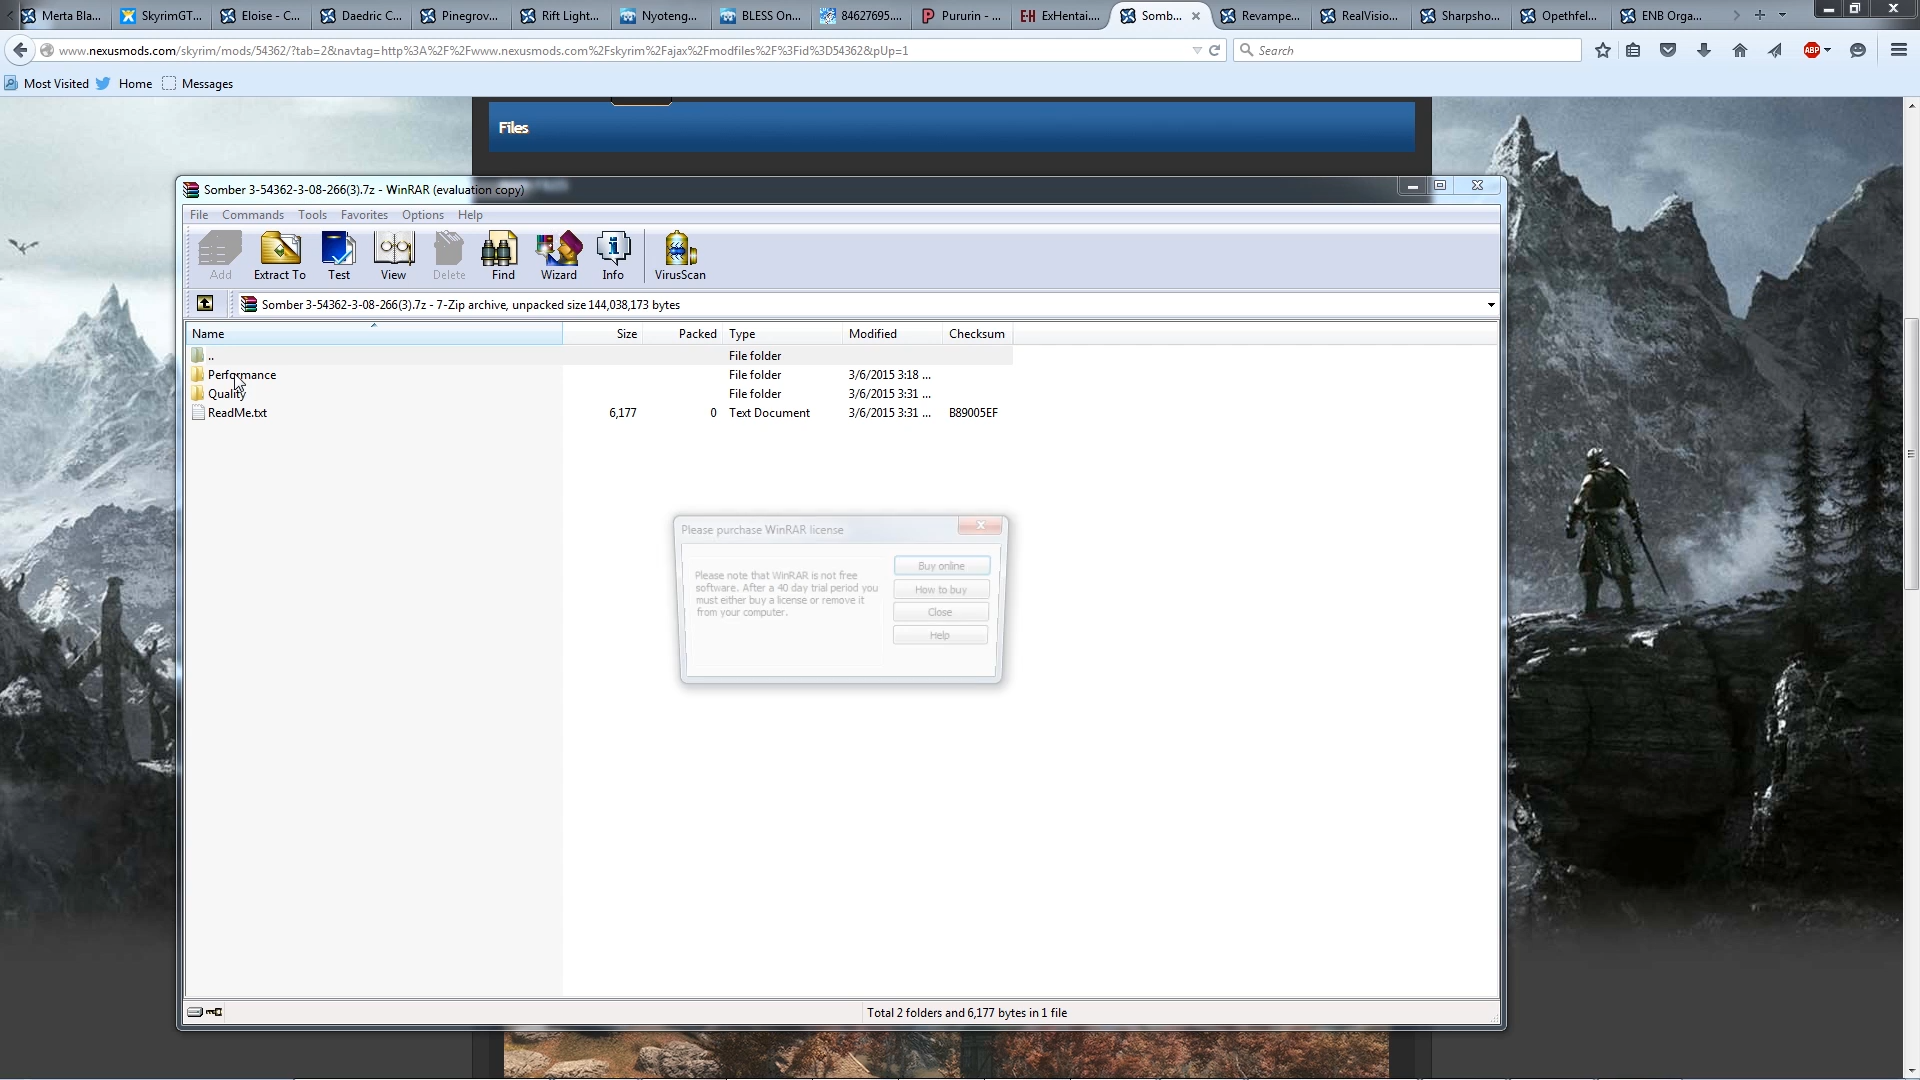 Merta Bla...
SkyrimGT...
Eloise - C...
Daedric C...
Pinegrov...
Rift Light...
Nyoteng...
BLESS On...
84627695....
Pururin - ...
ExHentai....
Somb...
Revampe...
RealVisio...
Sharpsho...
Opethfel...
ENB Orga...
www.nexusmods.com/skyrim/mods/54362/?tab=2&navtag=http%3A%2F%2Fwww.nexusmods.com%2Fskyrim%2Fajax%2Fmodfiles%2F%3Fid%3D54362&pUp=1
Search
ABP
Most Visited
Home
Messages
Files
Somber 3-54362-3-08-266(3).7z - WinRAR (evaluation copy)
File Commands Tools Favorites Options Help
Add
Extract To
Test
View
Delete
Find
Wizard
Info
VirusScan
Somber 3-54362-3-08-266(3).7z - 7-Zip archive, unpacked size 144,038,173 bytes
Name Size Packed Type Modified Checksum
.. File folder
Performance File folder 3/6/2015 3:18 ...
Quality File folder 3/6/2015 3:31 ...
ReadMe.txt 6,177 0 Text Document 3/6/2015 3:31 ... B89005EF
Please purchase WinRAR license
Please note that WinRAR is not free
software. After a 40 day trial period you
must either buy a license or remove it
from your computer.
Buy online
How to buy
Close
Help
Total 2 folders and 6,177 bytes in 1 file